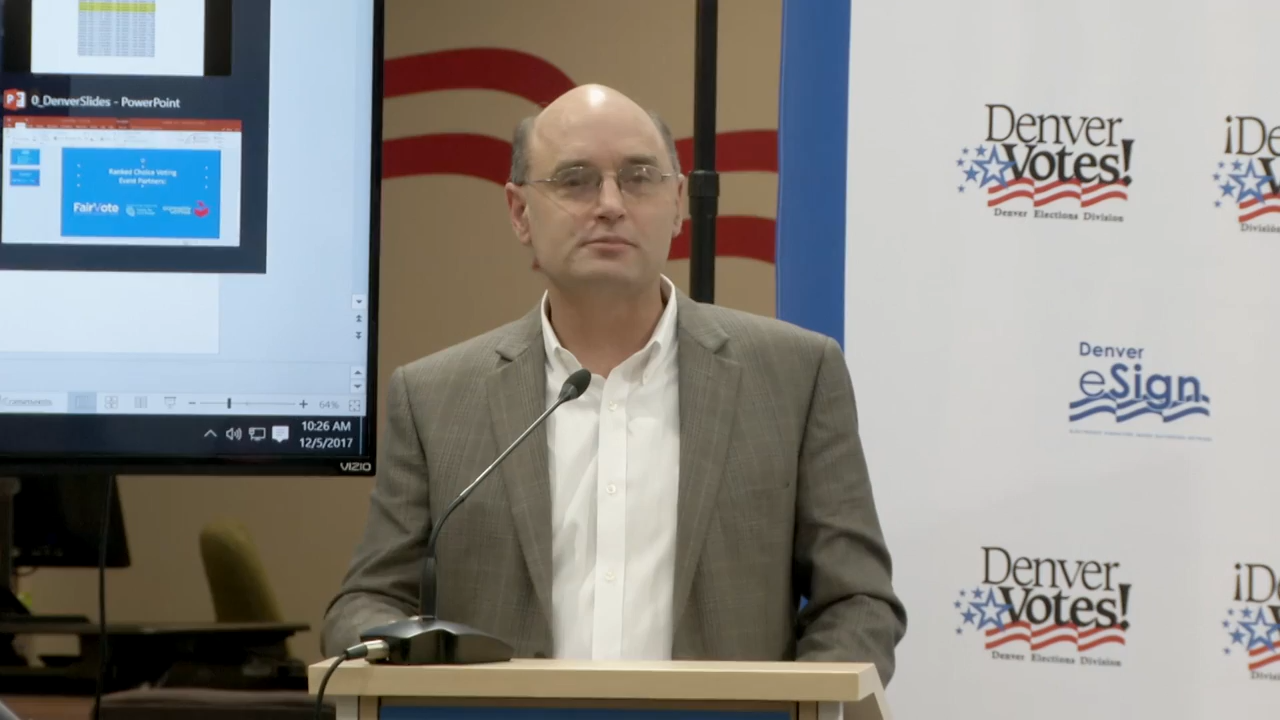 0_DenverSlides - PowerPoint
Ranked Choice Voting
Event Partners:
FairVote
64%
10:26 AM
12/5/2017
VIZIO
Denver
Votes!
Denver Elections Division
¡De
Denver
eSign
Denver
Votes!
Denver Elections Division
¡De